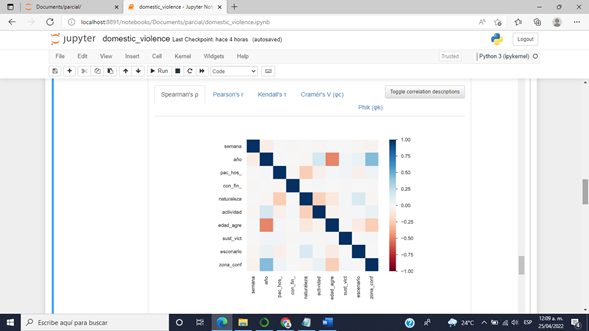 Documents/parcial/
domestic_violence - Jupyter Not
localhost:8891/notebooks/Documents/parcial/domestic_violence.ipynb
jupyter domestic_violence Last Checkpoint: hace 4 horas (autosaved)
Logout
File Edit View Insert Cell Kernel Widgets Help
Trusted Python 3 (ipykernel)
Run Code
Spearman's ρ Pearson's r Kendall's τ Cramér's V (φc) Toggle correlation descriptions
Phik (φk)
semana
año
pac_hos_
con_fin_
naturaleza
actividad
edad_agre
sust_vict
escenario
zona_conf
1.00
0.75
0.50
0.25
0.00
−0.25
−0.50
−0.75
−1.00
semana año pac_hos_ con_fin_ naturaleza actividad edad_agre sust_vict escenario zona_conf
Escribe aquí para buscar
24°C ESP 12:09 a. m.
25/04/2022